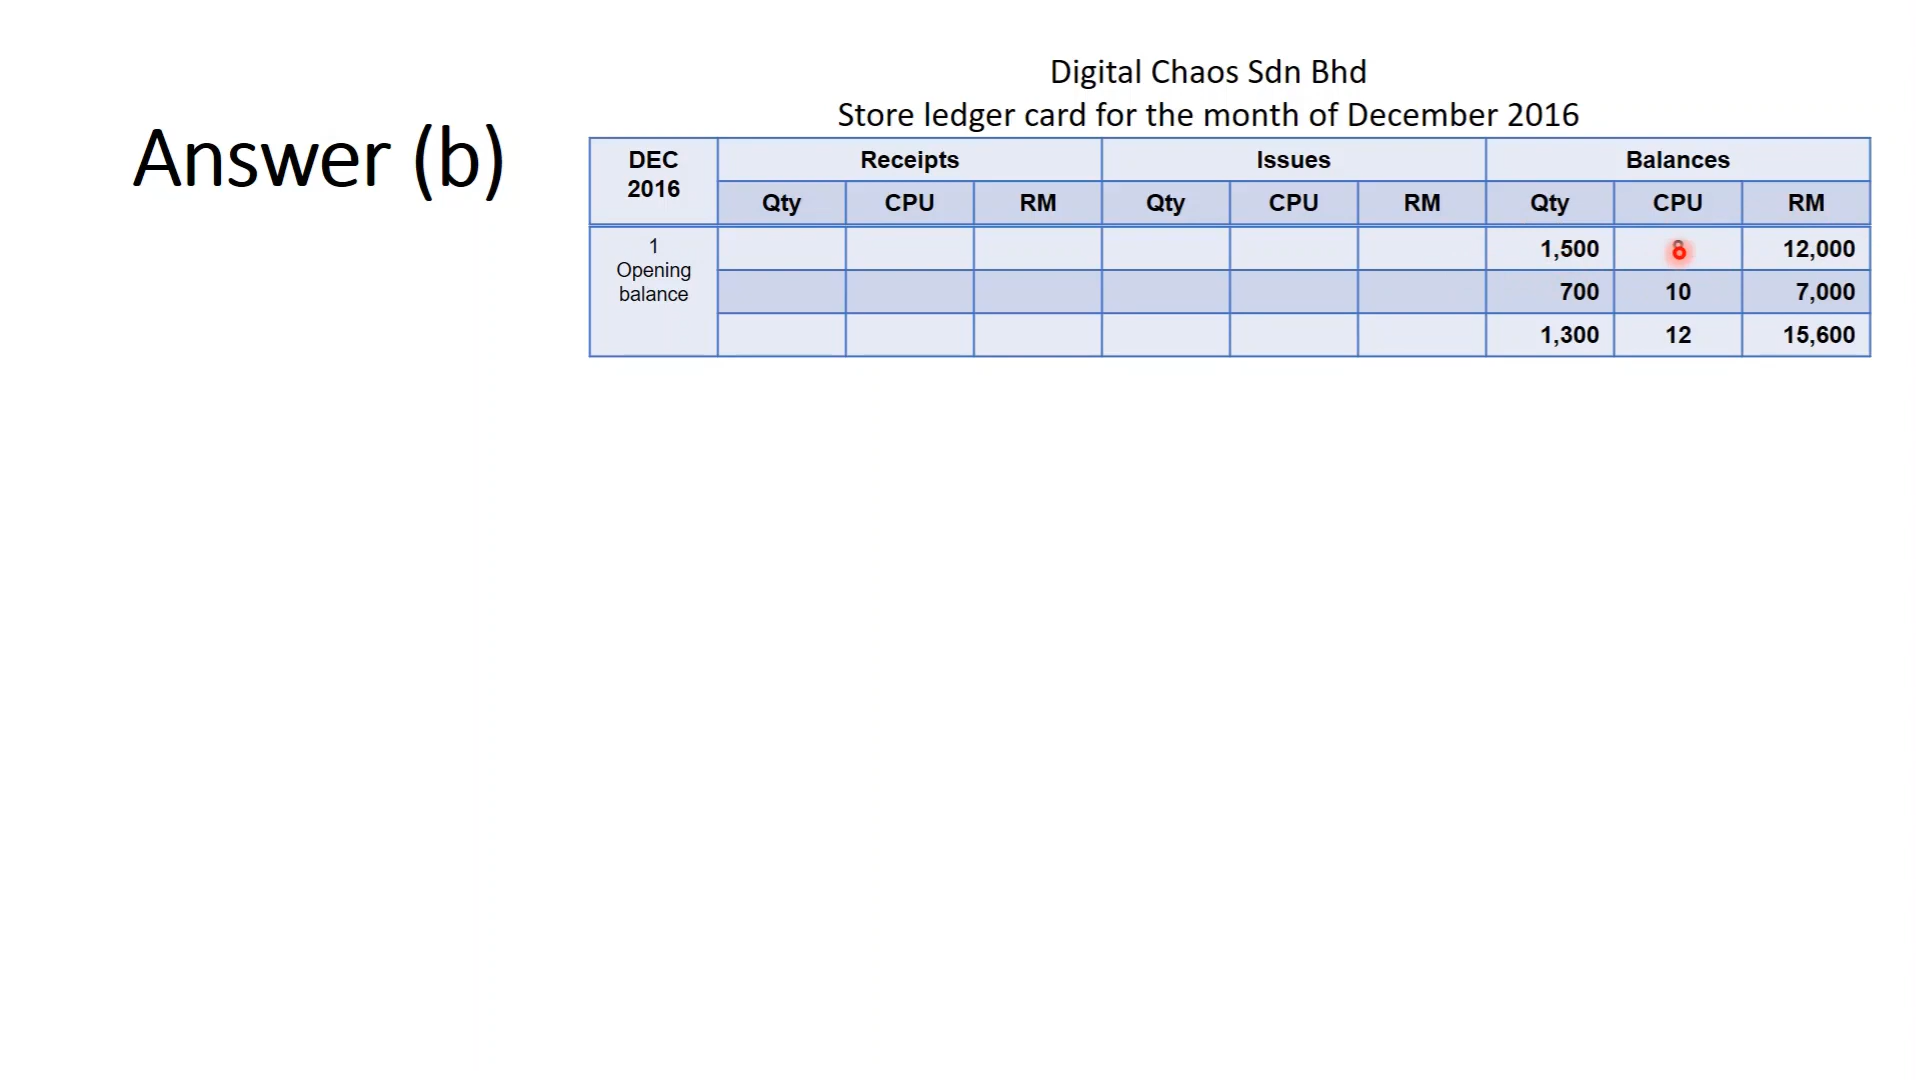 Digital Chaos Sdn Bhd
Store ledger card for the month of December 2016
Answer (b)
DEC 2016 Receipts Issues Balances
Qty CPU RM Qty CPU RM Qty CPU RM
1 Opening balance 1,500 8 12,000
700 10 7,000
1,300 12 15,600